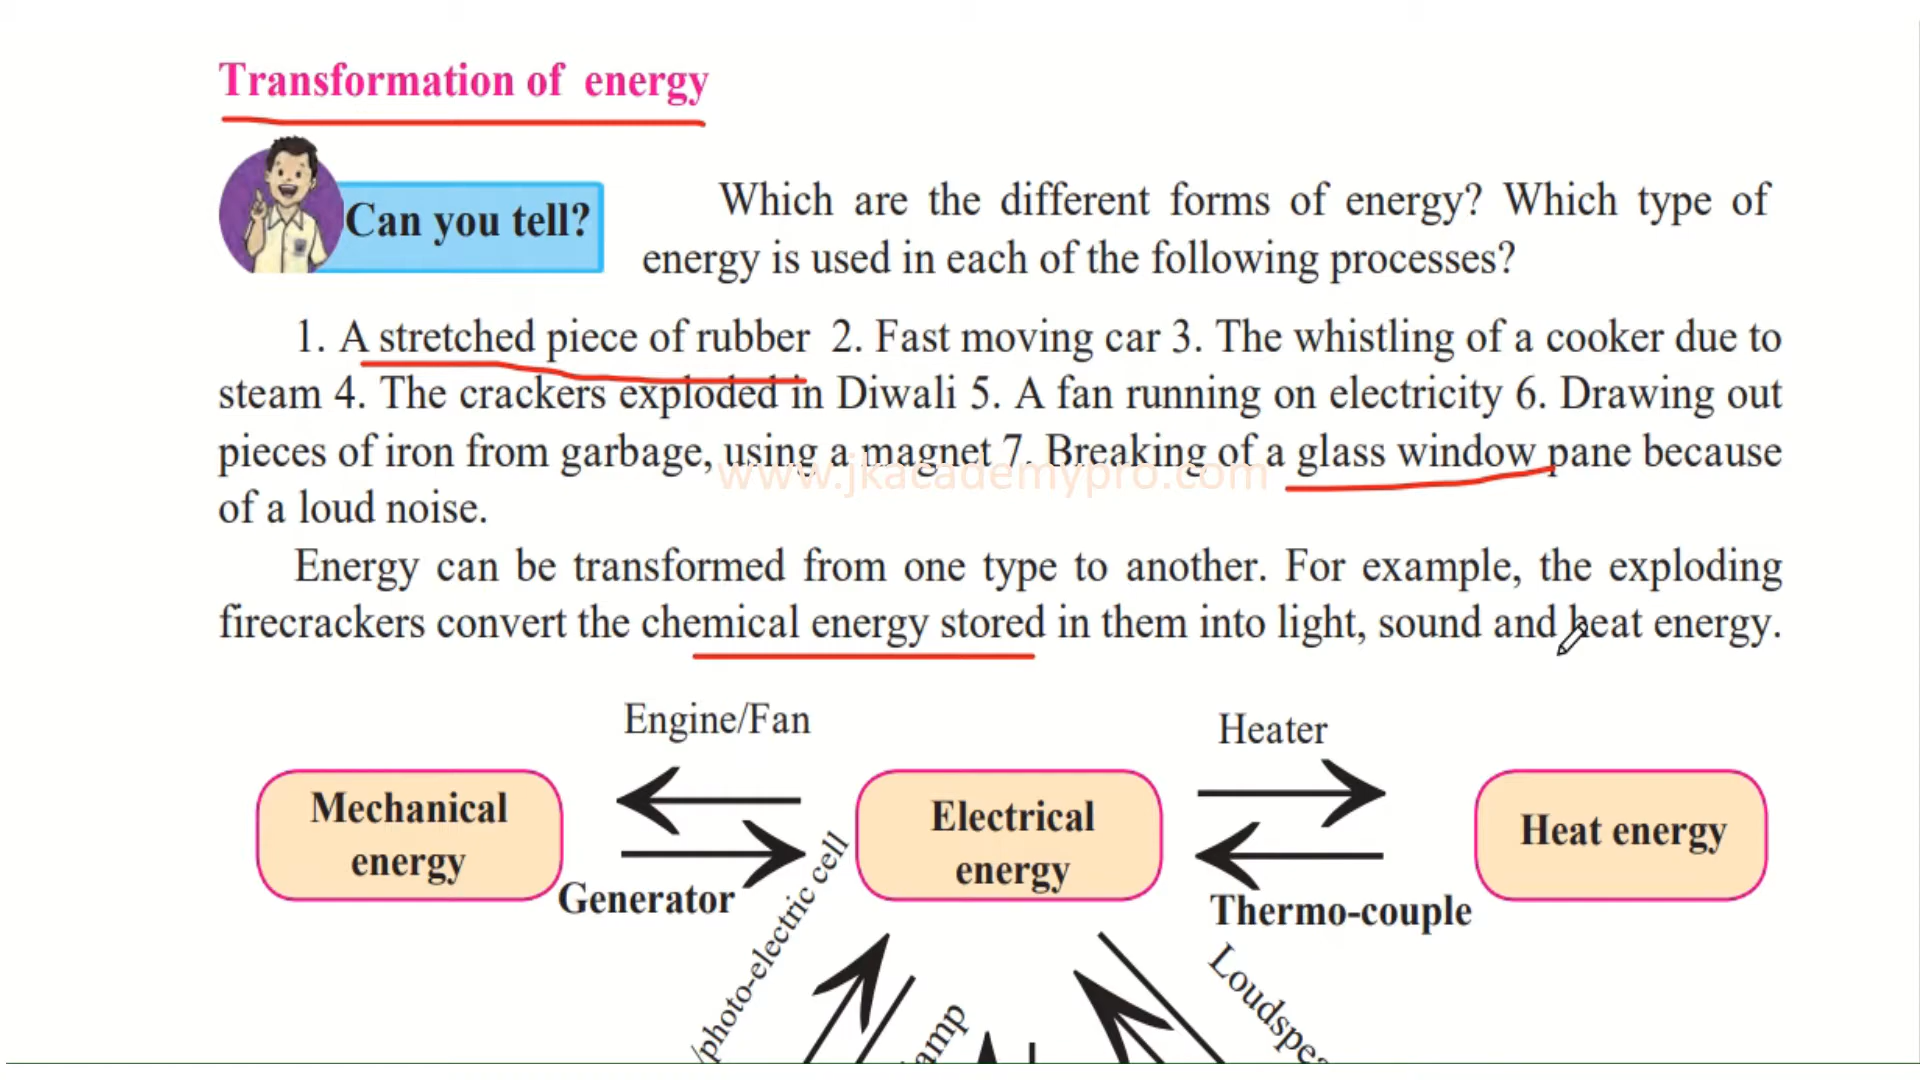 Transformation of energy
Can you tell?
Which are the different forms of energy? Which type of
energy is used in each of the following processes?
1. A stretched piece of rubber 2. Fast moving car 3. The whistling of a cooker due to
steam 4. The crackers exploded in Diwali 5. A fan running on electricity 6. Drawing out
pieces of iron from garbage, using a magnet 7. Breaking of a glass window pane because
www.jkacademypro.com
of a loud noise.
Energy can be transformed from one type to another. For example, the exploding
firecrackers convert the chemical energy stored in them into light, sound and heat energy.
Engine/Fan
Heater
Mechanical
energy
Electrical
energy
Heat energy
Generator
Thermo-couple
/photo-electric cell